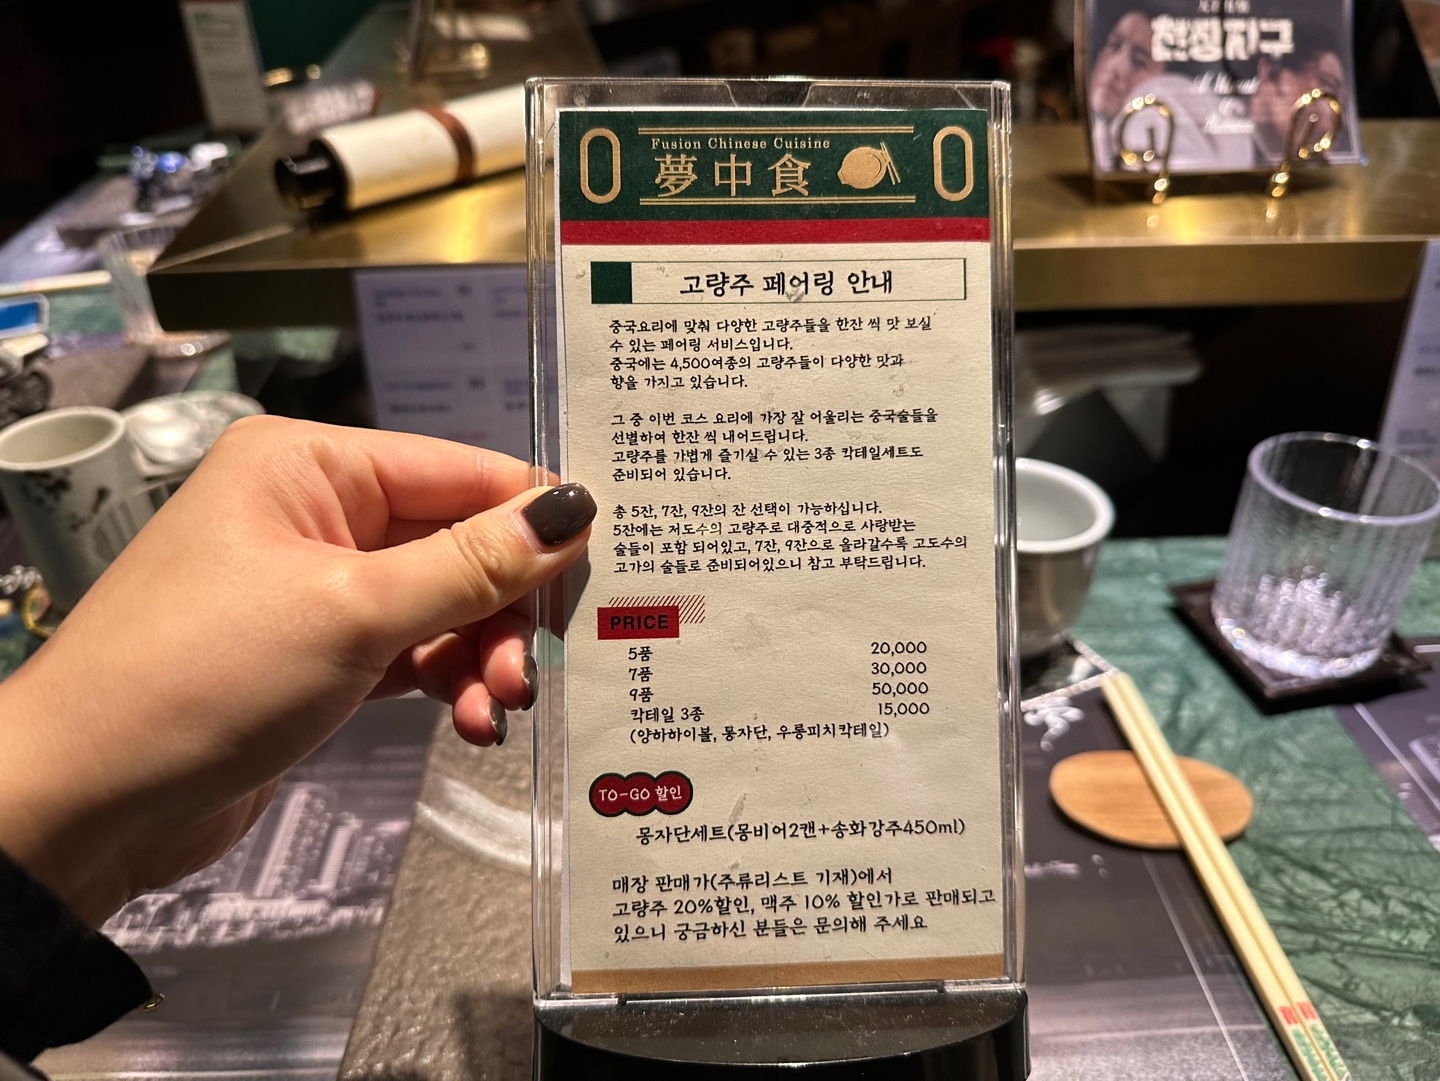 Fusion Chinese Cuisine
夢中食
고량주 페어링 안내
중국요리에 맞춰 다양한 고량주들을 한잔 씩 맛 보실
수 있는 페어링 서비스입니다.
중국에는 4,500여종의 고량주들이 다양한 맛과
향을 가지고 있습니다.
그 중 이번 코스 요리에 가장 잘 어울리는 중국술들을
선별하여 한잔 씩 내어드립니다.
고량주를 가볍게 즐기실 수 있는 3종 칵테일세트도
준비되어 있습니다.
총 5잔, 7잔, 9잔의 잔 선택이 가능하십니다.
5잔에는 저도수의 고량주로 대중적으로 사랑받는
술들이 포함 되어있고, 7잔, 9잔으로 올라갈수록 고도수의
고가의 술들로 준비되어있으니 참고 부탁드립니다.
PRICE
5품 20,000
7품 30,000
9품 50,000
칵테일 3종 15,000
(양하하이볼, 몽자단, 우롱피치칵테일)
TO-GO 할인
몽자단세트(몽비어2캔+송화강주450ml)
매장 판매가(주류리스트 기재)에서
고량주 20%할인, 맥주 10% 할인가로 판매되고
있으니 궁금하신 분들은 문의해 주세요
천장지구